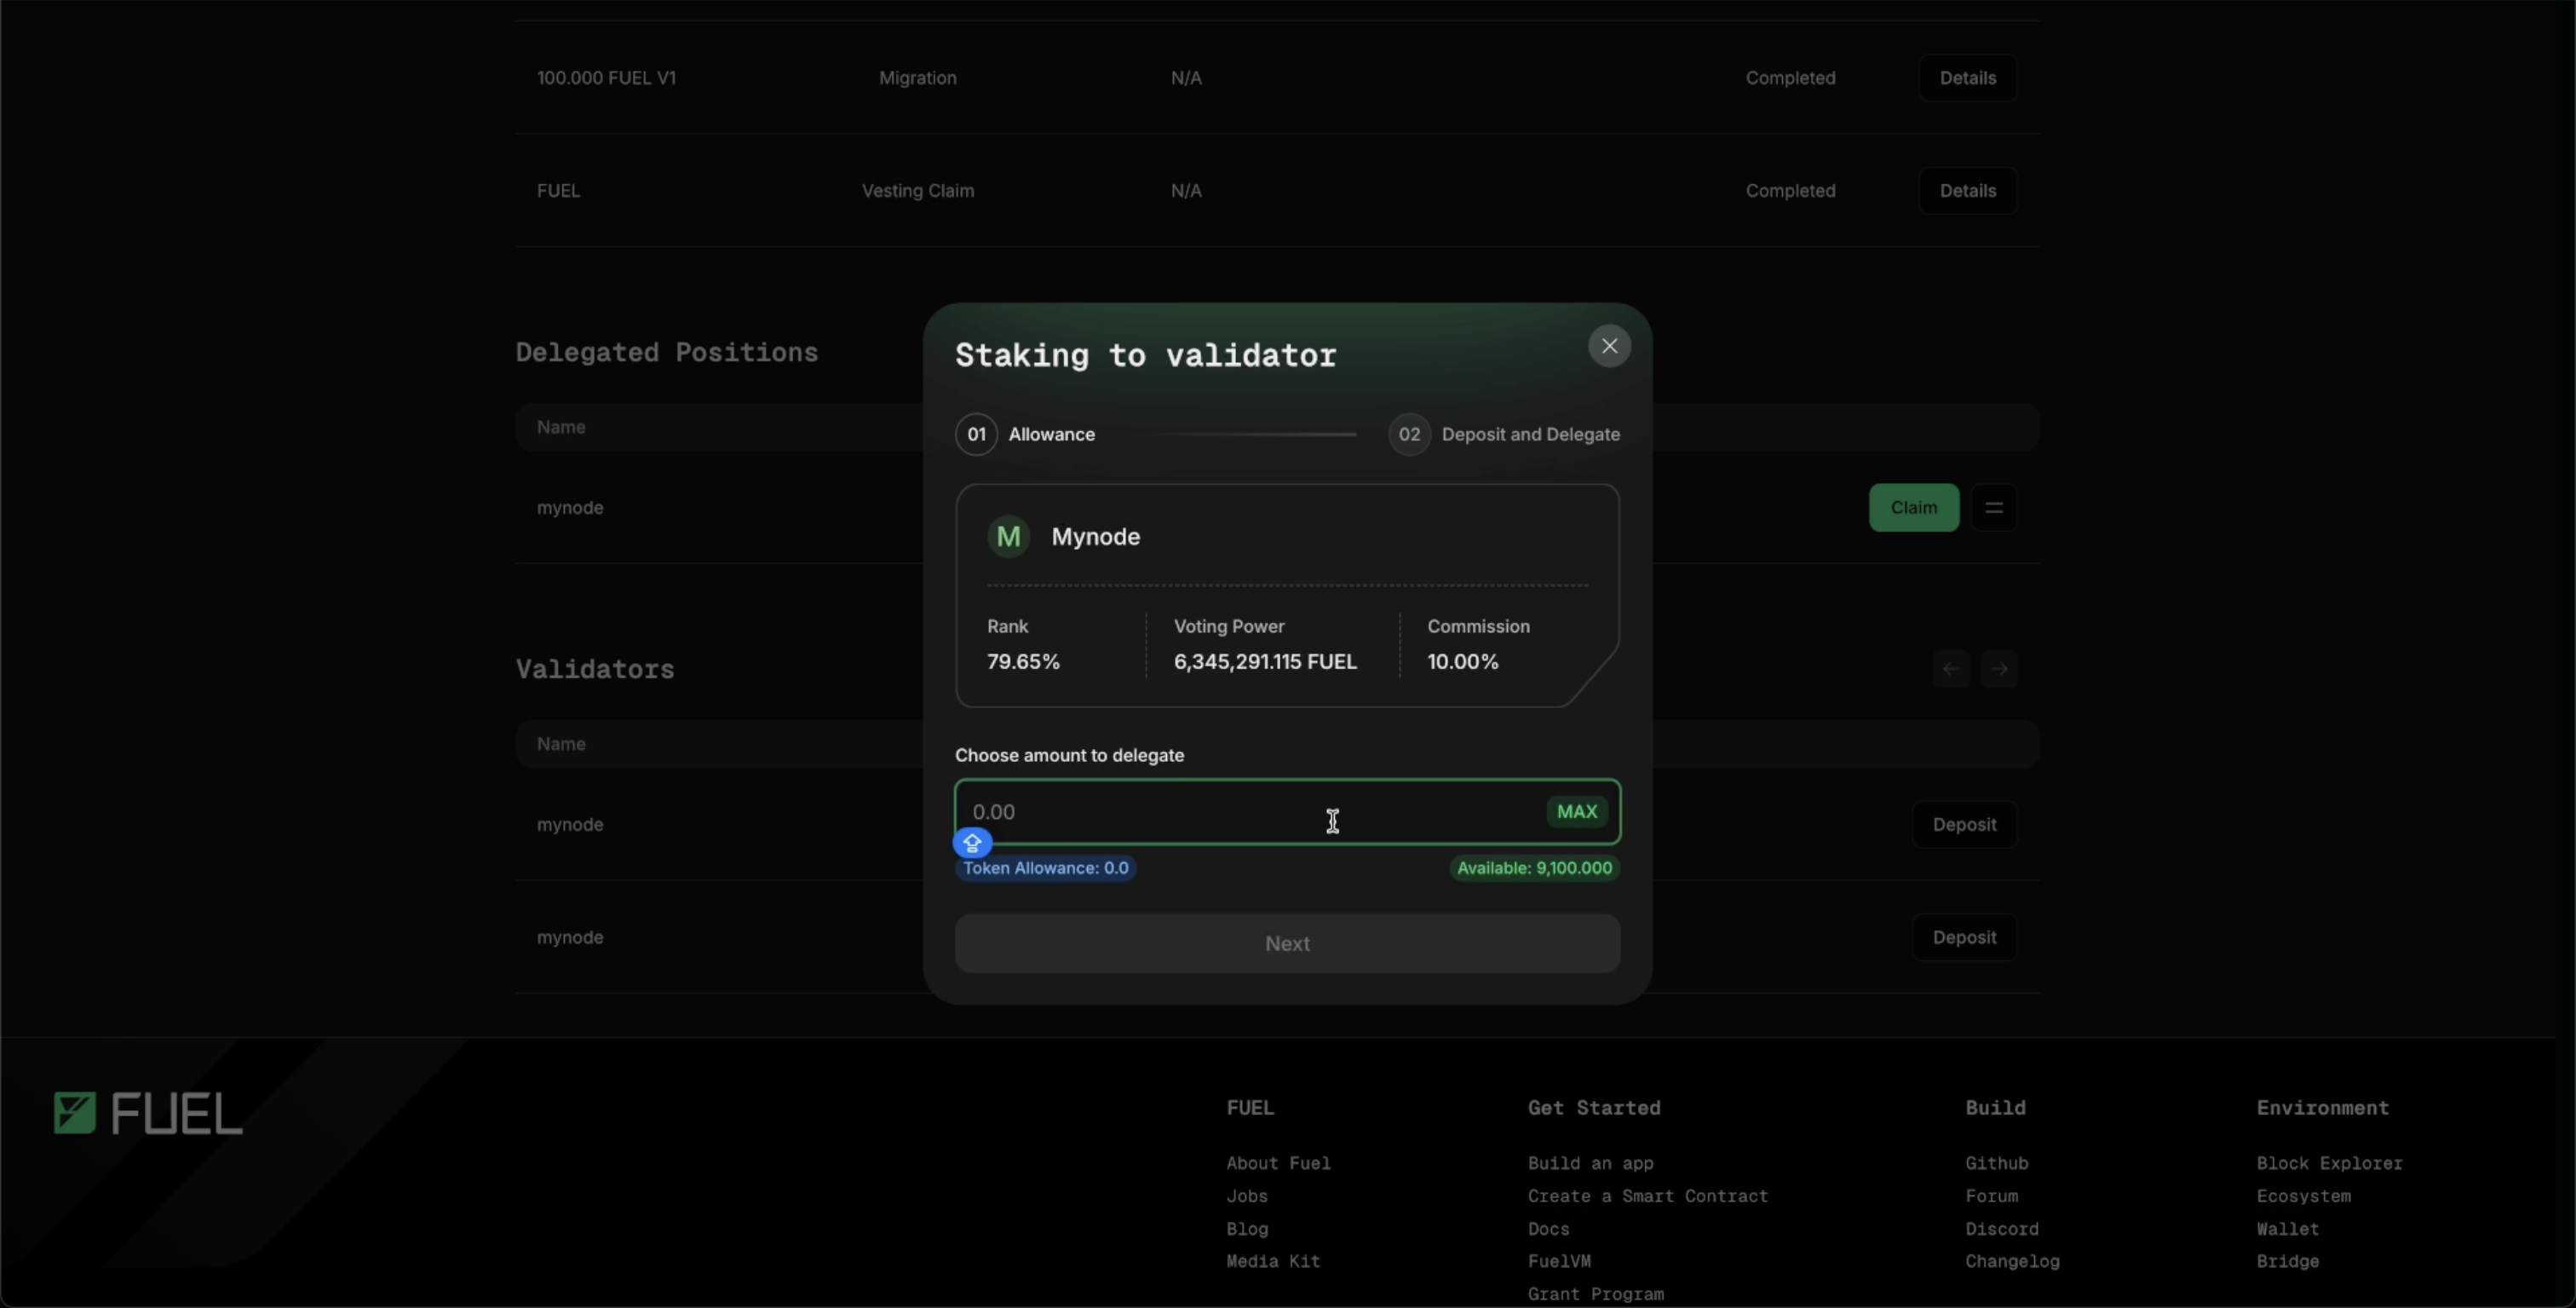 100.000 FUEL V1 Migration N/A Completed Details
FUEL Vesting Claim N/A Completed Details
Delegated Positions
Name
mynode Claim
Validators
Name
mynode Deposit
mynode Deposit
Staking to validator
01 Allowance 02 Deposit and Delegate
M Mynode
Rank Voting Power Commission
79.65% 6,345,291.115 FUEL 10.00%
Choose amount to delegate
0.00 MAX
Token Allowance: 0.0 Available: 9,100.000
Next
FUEL
FUEL
About Fuel
Jobs
Blog
Media Kit
Get Started
Build an app
Create a Smart Contract
Docs
FuelVM
Grant Program
Build
Github
Forum
Discord
Changelog
Environment
Block Explorer
Ecosystem
Wallet
Bridge